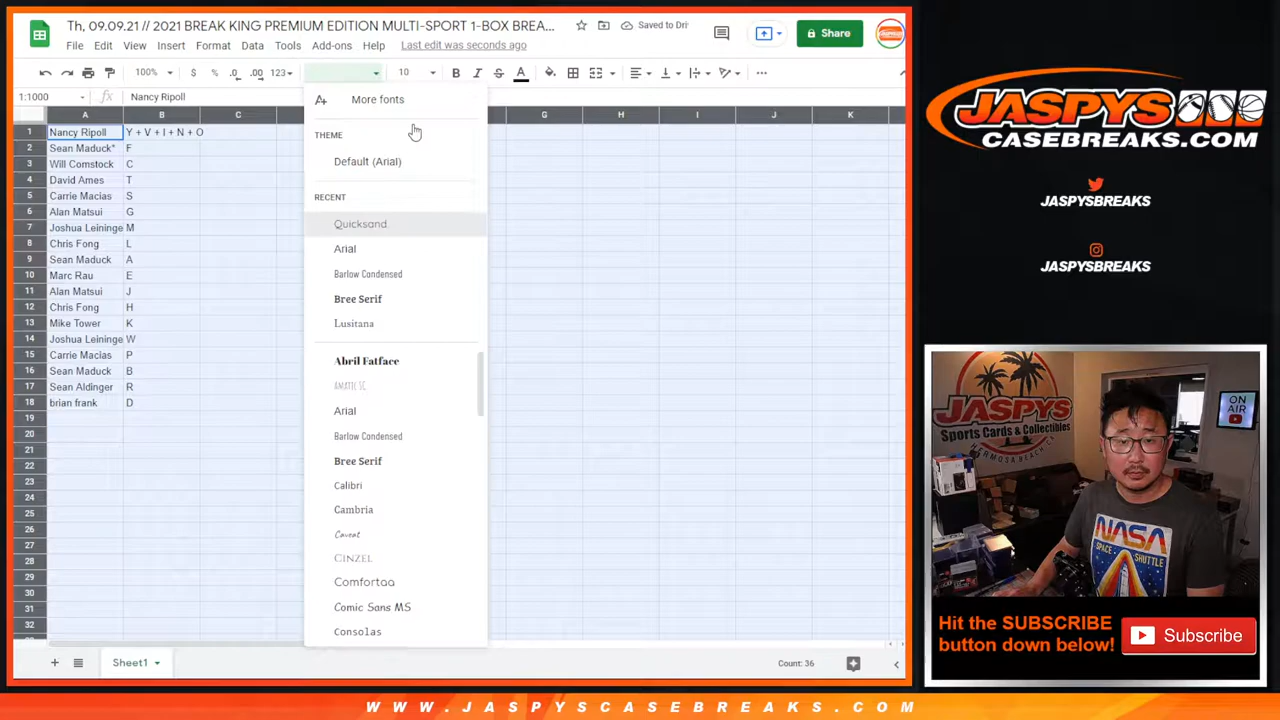 Th, 09.09.21 // 2021 BREAK KING PREMIUM EDITION MULTI-SPORT 1-BOX BREA...
Saved to Dri
Share
File Edit View Insert Format Data Tools Add-ons Help Last edit was seconds ago
100% $ % .0 .00 123 10 B I S A
1:1000 fx Nancy Ripoll
A B C G H I J K
1 Nancy Ripoll Y + V + I + N + O
2 Sean Maduck* F
3 Will Comstock C
4 David Ames T
5 Carrie Macias S
6 Alan Matsui G
7 Joshua Leininge M
8 Chris Fong L
9 Sean Maduck A
10 Marc Rau E
11 Alan Matsui J
12 Chris Fong H
13 Mike Tower K
14 Joshua Leininge W
15 Carrie Macias P
16 Sean Maduck B
17 Sean Aldinger R
18 brian frank D
19
20
21
22
23
24
25
26
27
28
29
30
31
32
More fonts
THEME
Default (Arial)
RECENT
Quicksand
Arial
Barlow Condensed
Bree Serif
Lusitana
Abril Fatface
AMATIC SC
Arial
Barlow Condensed
Bree Serif
Calibri
Cambria
Caveat
CINZEL
Comfortaa
Comic Sans MS
Consolas
Sheet1
Count: 36
JASPYS
CASEBREAKS.COM
JASPYSBREAKS
JASPYSBREAKS
JASPYS
Sports Cards & Collectibles
HERMOSA BEACH, CA
ON
AIR
NASA
SPACE SHUTTLE
Hit the SUBSCRIBE
button down below!
Subscribe
WWW.JASPYSCASEBREAKS.COM